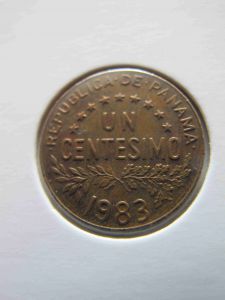 REPUBLICA·DE·PANAMA
UN
CENTESIMO
1983